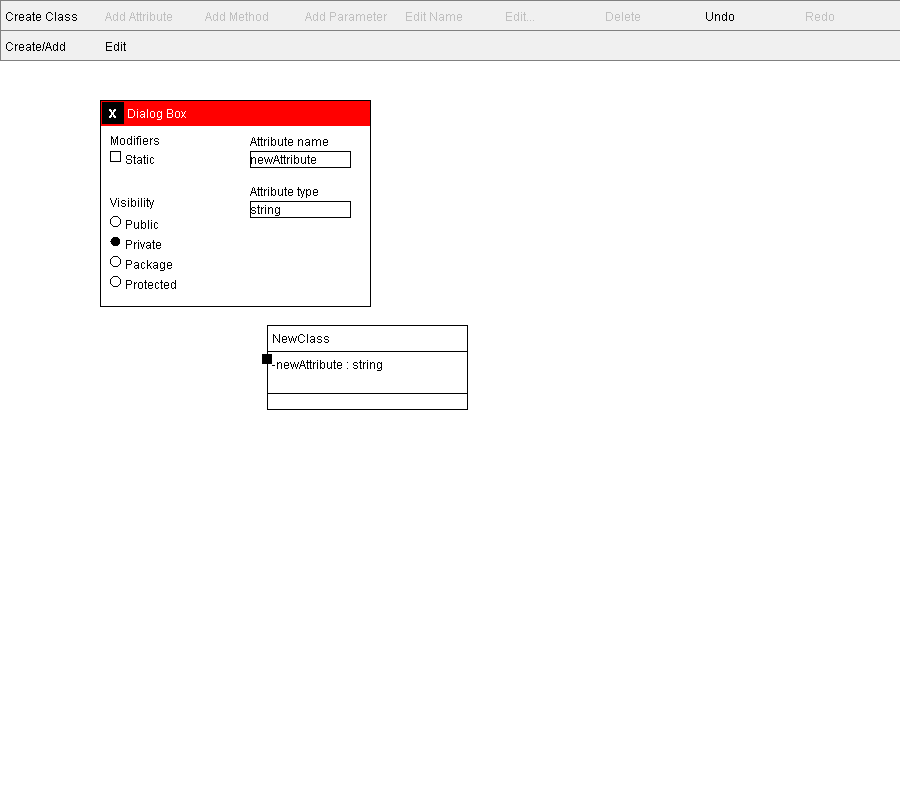 Create Class Add Attribute Add Method Add Parameter Edit Name Edit... Delete Undo Redo
Create/Add Edit
X Dialog Box
Modifiers
Static
Visibility
Public
Private
Package
Protected
Attribute name
newAttribute
Attribute type
string
NewClass
-newAttribute : string